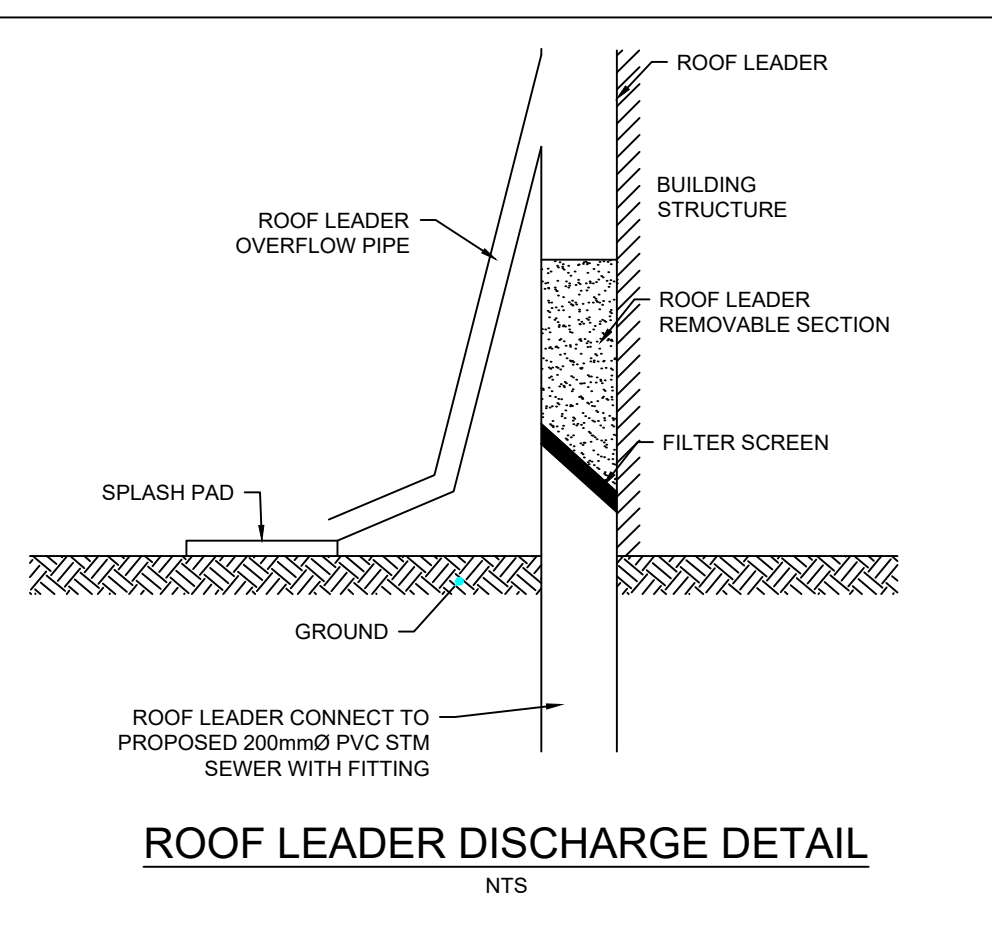 ROOF LEADER
BUILDING
STRUCTURE
ROOF LEADER
OVERFLOW PIPE
ROOF LEADER
REMOVABLE SECTION
FILTER SCREEN
SPLASH PAD
GROUND
ROOF LEADER CONNECT TO
PROPOSED 200mmØ PVC STM
SEWER WITH FITTING
ROOF LEADER DISCHARGE DETAIL
NTS